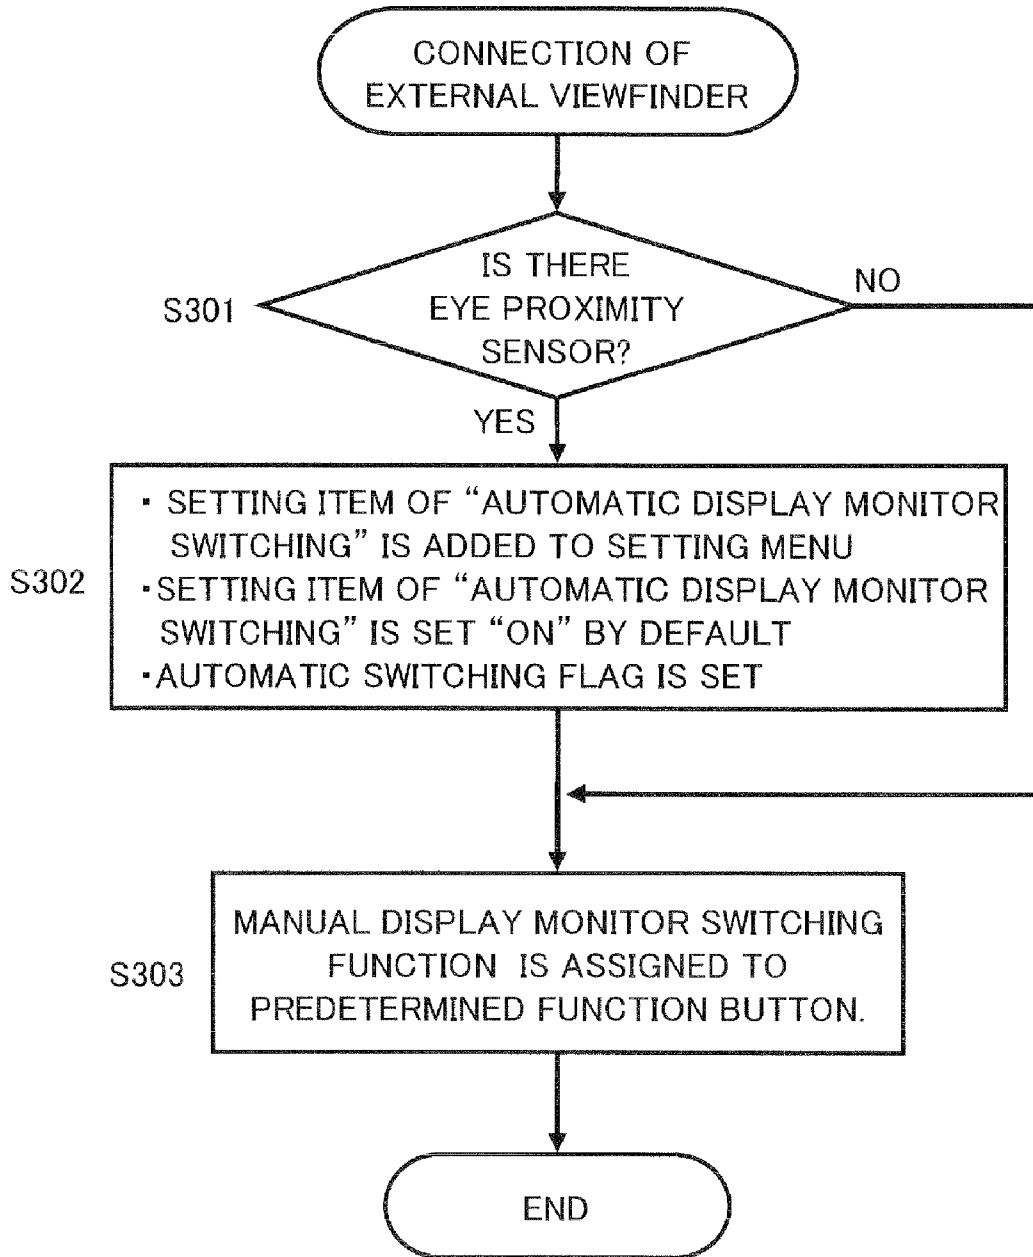 CONNECTION OF
EXTERNAL VIEWFINDER
IS THERE
EYE PROXIMITY
SENSOR?
S301
NO
YES
・ SETTING ITEM OF “AUTOMATIC DISPLAY MONITOR
SWITCHING” IS ADDED TO SETTING MENU
・SETTING ITEM OF “AUTOMATIC DISPLAY MONITOR
SWITCHING” IS SET “ON” BY DEFAULT
・AUTOMATIC SWITCHING FLAG IS SET
S302
MANUAL DISPLAY MONITOR SWITCHING
FUNCTION IS ASSIGNED TO
PREDETERMINED FUNCTION BUTTON.
S303
END